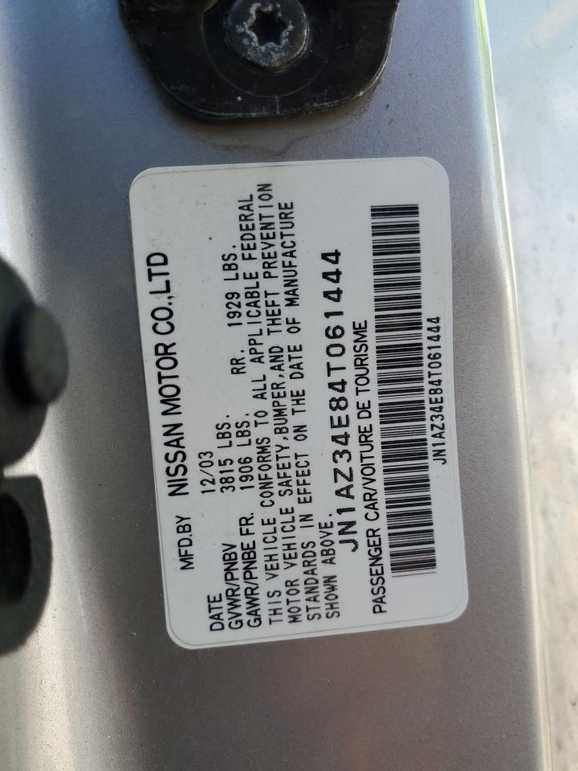 MFD.BY NISSAN MOTOR CO.,LTD
DATE 12/03
GVWR/PNBV 3815 LBS.
GAWR/PNBE FR. 1906 LBS. RR. 1929 LBS.
THIS VEHICLE CONFORMS TO ALL APPLICABLE FEDERAL
MOTOR VEHICLE SAFETY,BUMPER,AND THEFT PREVENTION
STANDARDS IN EFFECT ON THE DATE OF MANUFACTURE
SHOWN ABOVE.
JN1AZ34E84T061444
PASSENGER CAR/VOITURE DE TOURISME
JN1AZ34E84T061444